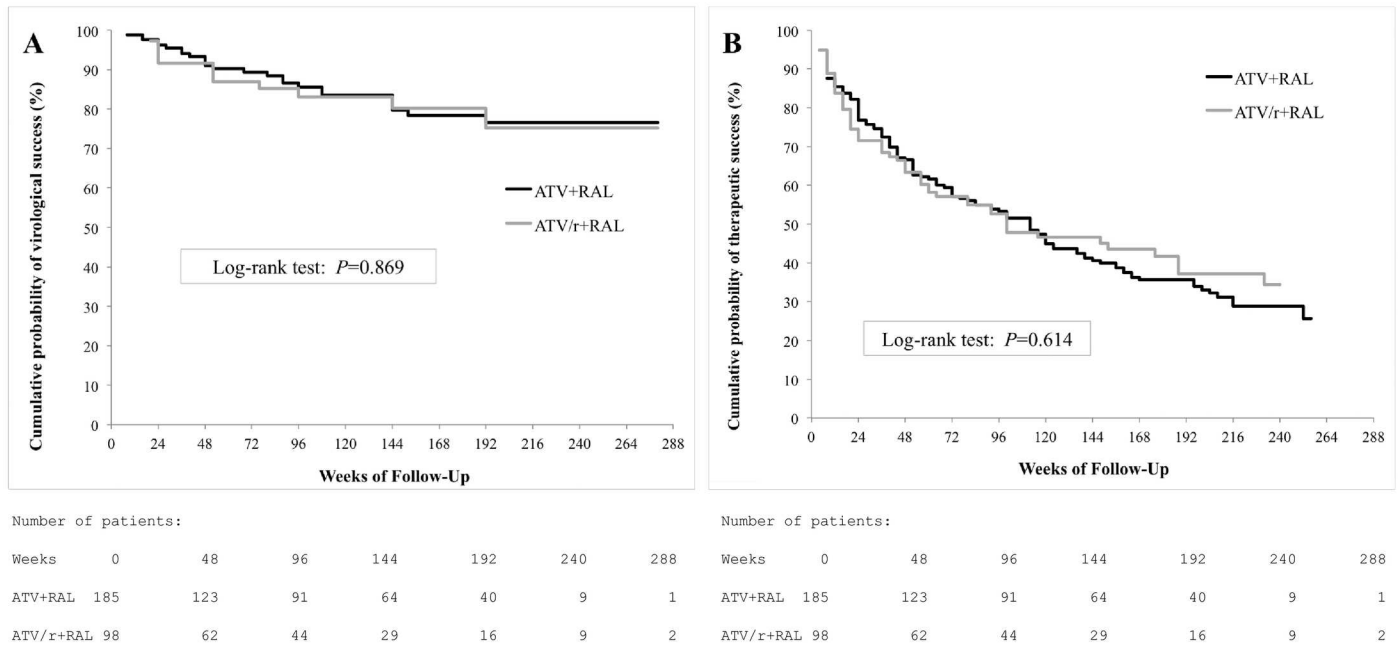 A
Cumulative probability of virological success (%)
100
90
80
70
60
50
40
30
20
10
0
0 24 48 72 96 120 144 168 192 216 240 264 288
Weeks of Follow-Up
ATV+RAL
ATV/r+RAL
Log-rank test: P=0.869
B
Cumulative probability of therapeutic success (%)
100
90
80
70
60
50
40
30
20
10
0
0 24 48 72 96 120 144 168 192 216 240 264 288
Weeks of Follow-Up
ATV+RAL
ATV/r+RAL
Log-rank test: P=0.614
Number of patients:
Weeks 0 48 96 144 192 240 288
ATV+RAL 185 123 91 64 40 9 1
ATV/r+RAL 98 62 44 29 16 9 2
Number of patients:
Weeks 0 48 96 144 192 240 288
ATV+RAL 185 123 91 64 40 9 1
ATV/r+RAL 98 62 44 29 16 9 2